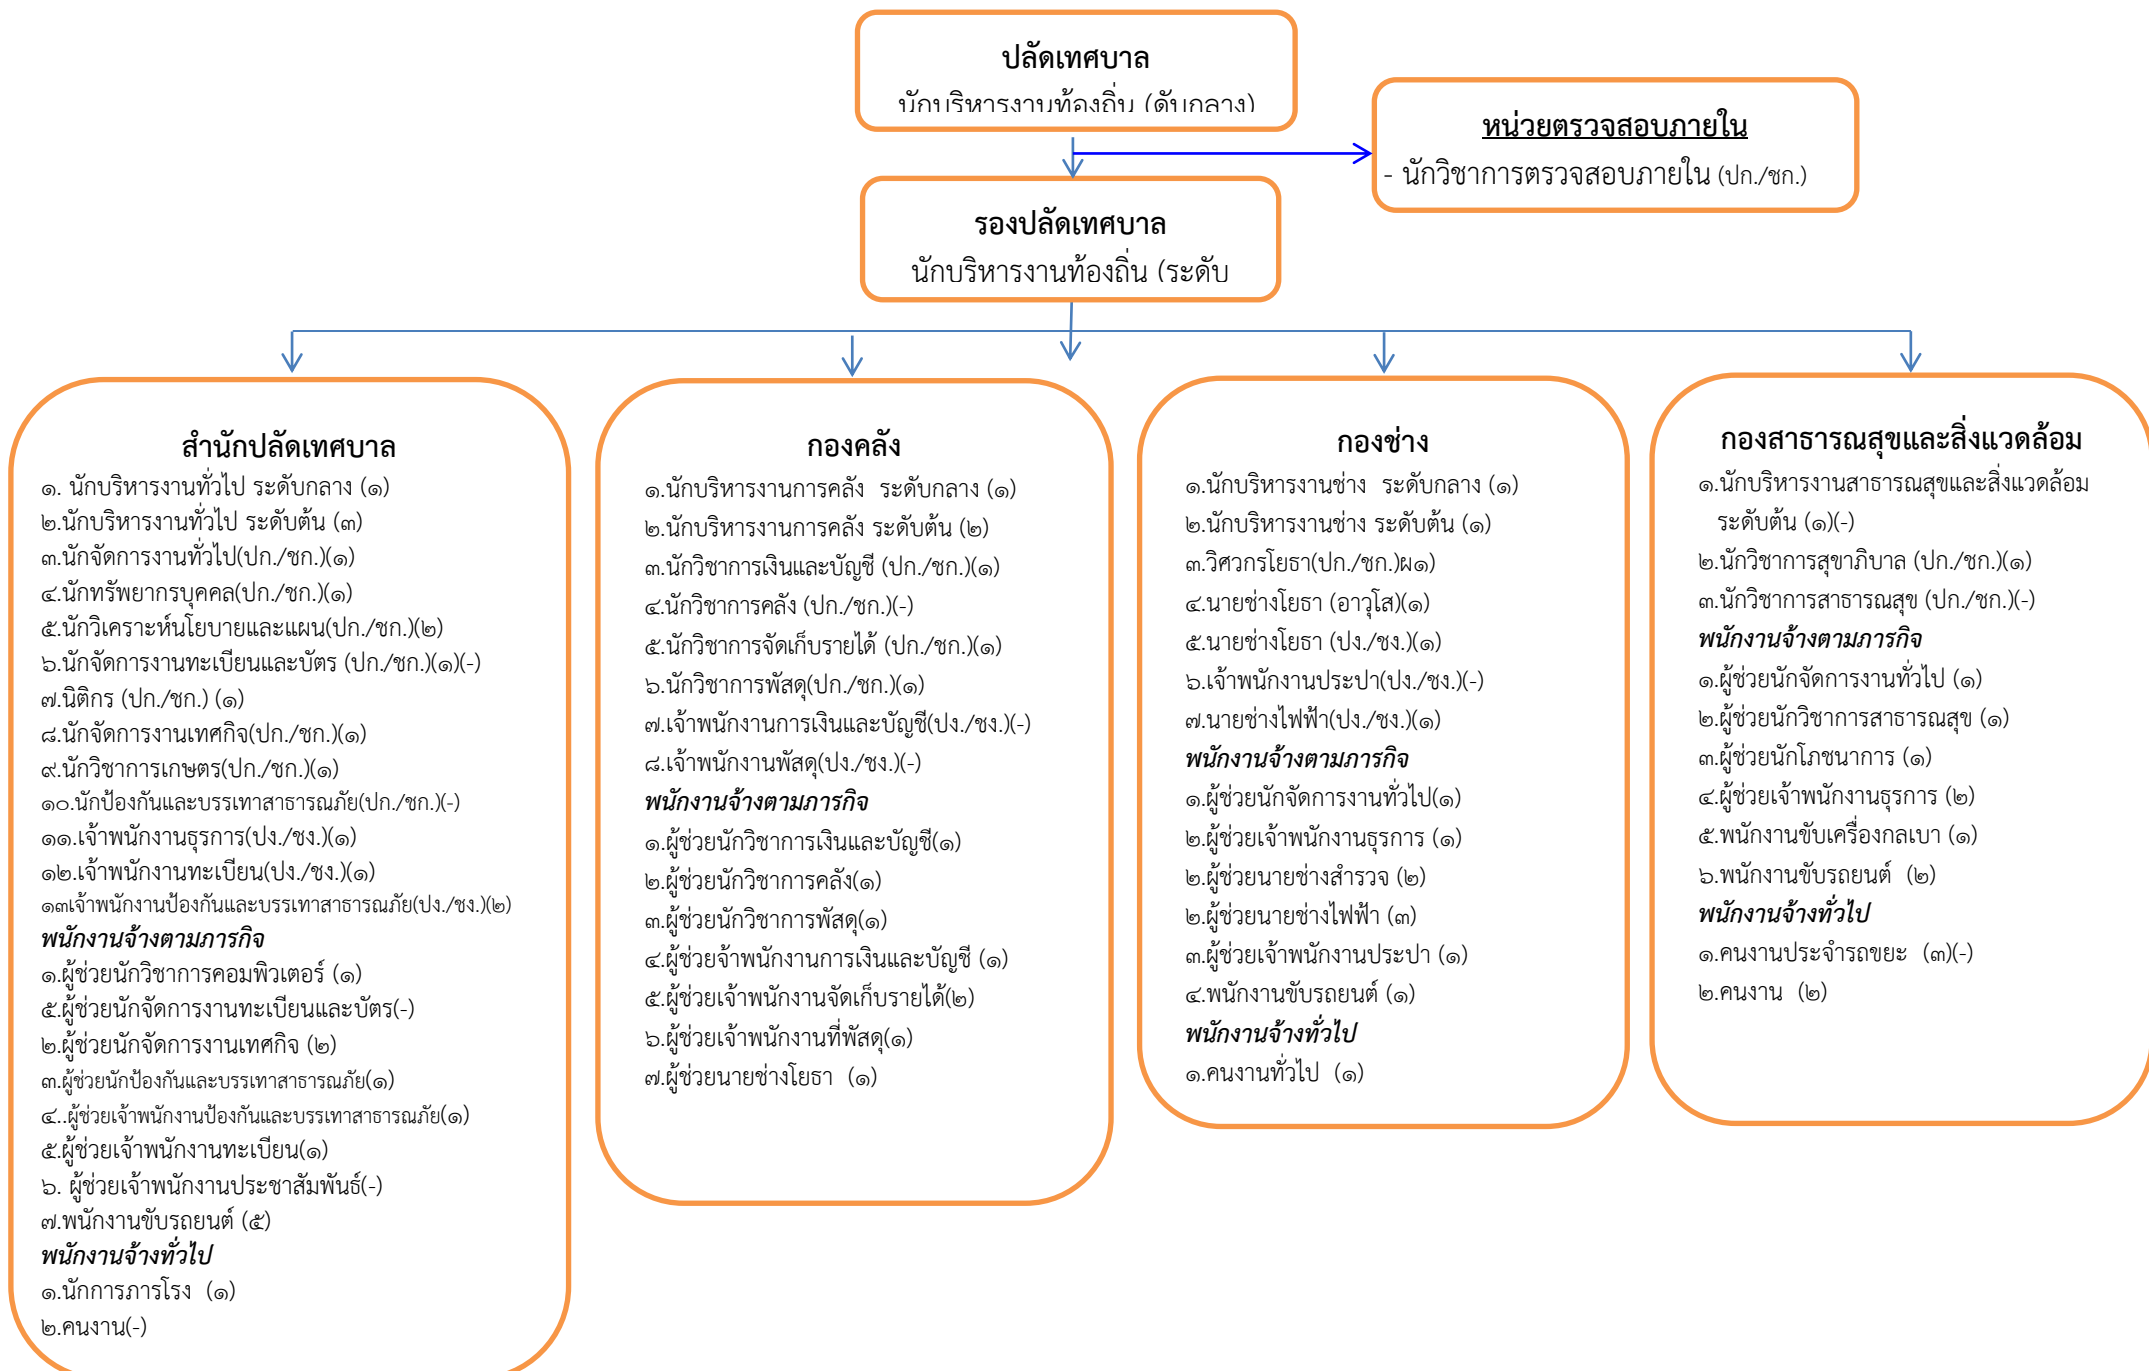 ปลัดเทศบาล
นักบริหารงานท้องถิ่น (ดับกลาง)
หน่วยตรวจสอบภายใน
- นักวิชาการตรวจสอบภายใน (ปก./ชก.)
รองปลัดเทศบาล
นักบริหารงานท้องถิ่น (ระดับ
สำนักปลัดเทศบาล
๑. นักบริหารงานทั่วไป ระดับกลาง (๑)
๒.นักบริหารงานทั่วไป ระดับต้น (๓)
๓.นักจัดการงานทั่วไป(ปก./ชก.)(๑)
๔.นักทรัพยากรบุคคล(ปก./ชก.)(๑)
๕.นักวิเคราะห์นโยบายและแผน(ปก./ชก.)(๒)
๖.นักจัดการงานทะเบียนและบัตร (ปก./ชก.)(๑)(-)
๗.นิติกร (ปก./ชก.) (๑)
๘.นักจัดการงานเทศกิจ(ปก./ชก.)(๑)
๙.นักวิชาการเกษตร(ปก./ชก.)(๑)
๑๐.นักป้องกันและบรรเทาสาธารณภัย(ปก./ชก.)(-)
๑๑.เจ้าพนักงานธุรการ(ปง./ชง.)(๑)
๑๒.เจ้าพนักงานทะเบียน(ปง./ชง.)(๑)
๑๓เจ้าพนักงานป้องกันและบรรเทาสาธารณภัย(ปง./ชง.)(๒)
พนักงานจ้างตามภารกิจ
๑.ผู้ช่วยนักวิชาการคอมพิวเตอร์ (๑)
๕.ผู้ช่วยนักจัดการงานทะเบียนและบัตร(-)
๒.ผู้ช่วยนักจัดการงานเทศกิจ (๒)
๓.ผู้ช่วยนักป้องกันและบรรเทาสาธารณภัย(๑)
๔..ผู้ช่วยเจ้าพนักงานป้องกันและบรรเทาสาธารณภัย(๑)
๕.ผู้ช่วยเจ้าพนักงานทะเบียน(๑)
๖. ผู้ช่วยเจ้าพนักงานประชาสัมพันธ์(-)
๗.พนักงานขับรถยนต์ (๕)
พนักงานจ้างทั่วไป
๑.นักการภารโรง (๑)
๒.คนงาน(-)
กองคลัง
๑.นักบริหารงานการคลัง ระดับกลาง (๑)
๒.นักบริหารงานการคลัง ระดับต้น (๒)
๓.นักวิชาการเงินและบัญชี (ปก./ชก.)(๑)
๔.นักวิชาการคลัง (ปก./ชก.)(-)
๕.นักวิชาการจัดเก็บรายได้ (ปก./ชก.)(๑)
๖.นักวิชาการพัสดุ(ปก./ชก.)(๑)
๗.เจ้าพนักงานการเงินและบัญชี(ปง./ชง.)(-)
๘.เจ้าพนักงานพัสดุ(ปง./ชง.)(-)
พนักงานจ้างตามภารกิจ
๑.ผู้ช่วยนักวิชาการเงินและบัญชี(๑)
๒.ผู้ช่วยนักวิชาการคลัง(๑)
๓.ผู้ช่วยนักวิชาการพัสดุ(๑)
๔.ผู้ช่วยจ้าพนักงานการเงินและบัญชี (๑)
๕.ผู้ช่วยเจ้าพนักงานจัดเก็บรายได้(๒)
๖.ผู้ช่วยเจ้าพนักงานที่พัสดุ(๑)
๗.ผู้ช่วยนายช่างโยธา (๑)
กองช่าง
๑.นักบริหารงานช่าง ระดับกลาง (๑)
๒.นักบริหารงานช่าง ระดับต้น (๑)
๓.วิศวกรโยธา(ปก./ชก.)ผ๑)
๔.นายช่างโยธา (อาวุโส)(๑)
๕.นายช่างโยธา (ปง./ชง.)(๑)
๖.เจ้าพนักงานประปา(ปง./ชง.)(-)
๗.นายช่างไฟฟ้า(ปง./ชง.)(๑)
พนักงานจ้างตามภารกิจ
๑.ผู้ช่วยนักจัดการงานทั่วไป(๑)
๒.ผู้ช่วยเจ้าพนักงานธุรการ (๑)
๒.ผู้ช่วยนายช่างสำรวจ (๒)
๒.ผู้ช่วยนายช่างไฟฟ้า (๓)
๓.ผู้ช่วยเจ้าพนักงานประปา (๑)
๔.พนักงานขับรถยนต์ (๑)
พนักงานจ้างทั่วไป
๑.คนงานทั่วไป (๑)
กองสาธารณสุขและสิ่งแวดล้อม
๑.นักบริหารงานสาธารณสุขและสิ่งแวดล้อม
ระดับต้น (๑)(-)
๒.นักวิชาการสุขาภิบาล (ปก./ชก.)(๑)
๓.นักวิชาการสาธารณสุข (ปก./ชก.)(-)
พนักงานจ้างตามภารกิจ
๑.ผู้ช่วยนักจัดการงานทั่วไป (๑)
๒.ผู้ช่วยนักวิชาการสาธารณสุข (๑)
๓.ผู้ช่วยนักโภชนาการ (๑)
๔.ผู้ช่วยเจ้าพนักงานธุรการ (๒)
๕.พนักงานขับเครื่องกลเบา (๑)
๖.พนักงานขับรถยนต์ (๒)
พนักงานจ้างทั่วไป
๑.คนงานประจำรถขยะ (๓)(-)
๒.คนงาน (๒)